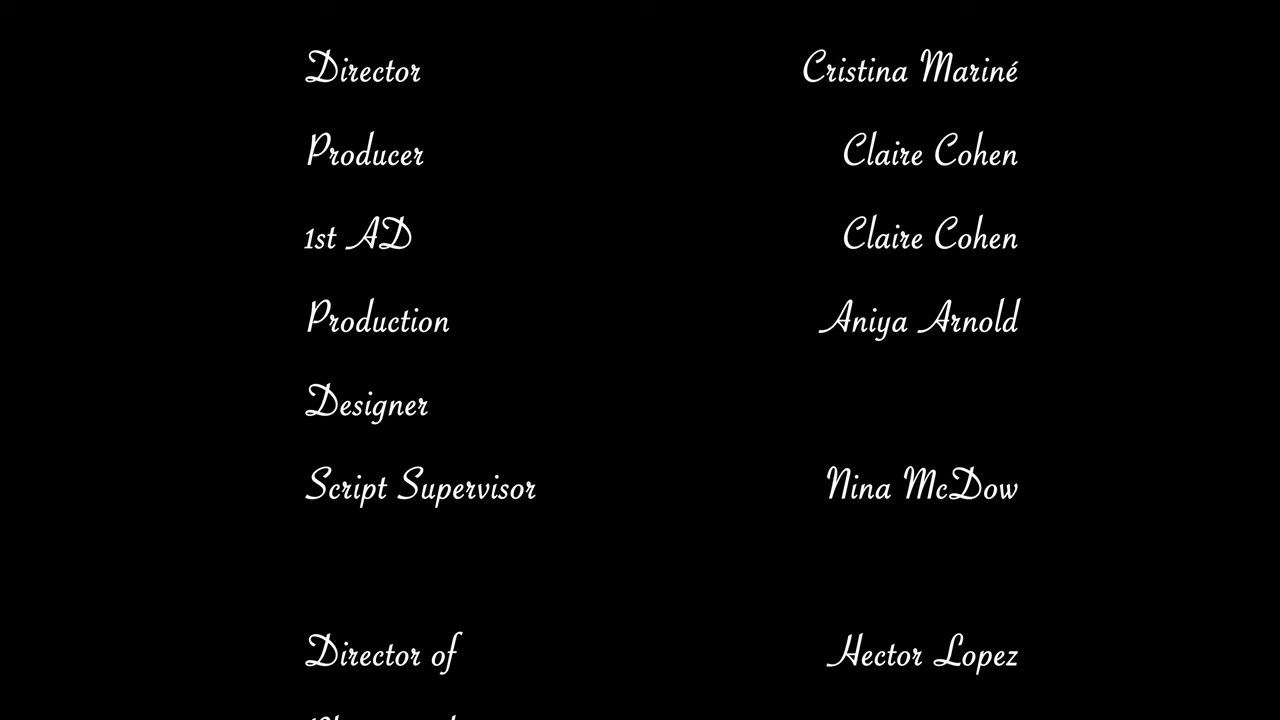 Director Cristina Mariné
Producer Claire Cohen
1st AD Claire Cohen
Production Aniya Arnold
Designer
Script Supervisor Nina McDow
Director of Hector Lopez